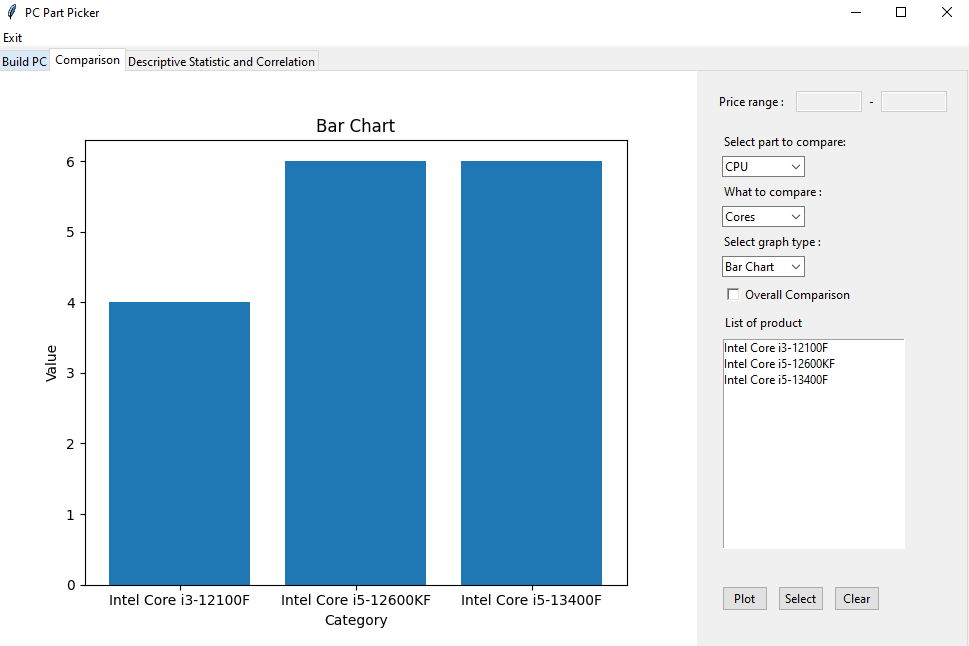 PC Part Picker
Exit
Build PC Comparison Descriptive Statistic and Correlation
Bar Chart
6
5
4
3
2
1
0
Value
Intel Core i3-12100F Intel Core i5-12600KF Intel Core i5-13400F
Category
Price range : -
Select part to compare:
CPU
What to compare :
Cores
Select graph type :
Bar Chart
Overall Comparison
List of product
Intel Core i3-12100F
Intel Core i5-12600KF
Intel Core i5-13400F
Plot Select Clear